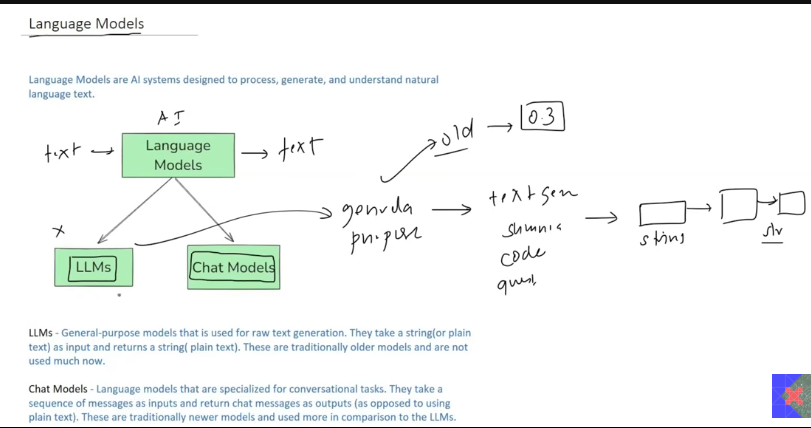 Language Models
Language Models are AI systems designed to process, generate, and understand natural
language text.
AI
old → 0.3
text → Language Models → text
text gen
general
purpose
code
string
str
x
LLMs
Chat Models
LLMs - General-purpose models that is used for raw text generation. They take a string(or plain
text) as input and returns a string( plain text). These are traditionally older models and are not
used much now.
Chat Models - Language models that are specialized for conversational tasks. They take a
sequence of messages as inputs and return chat messages as outputs (as opposed to using
plain text). These are traditionally newer models and used more in comparison to the LLMs.